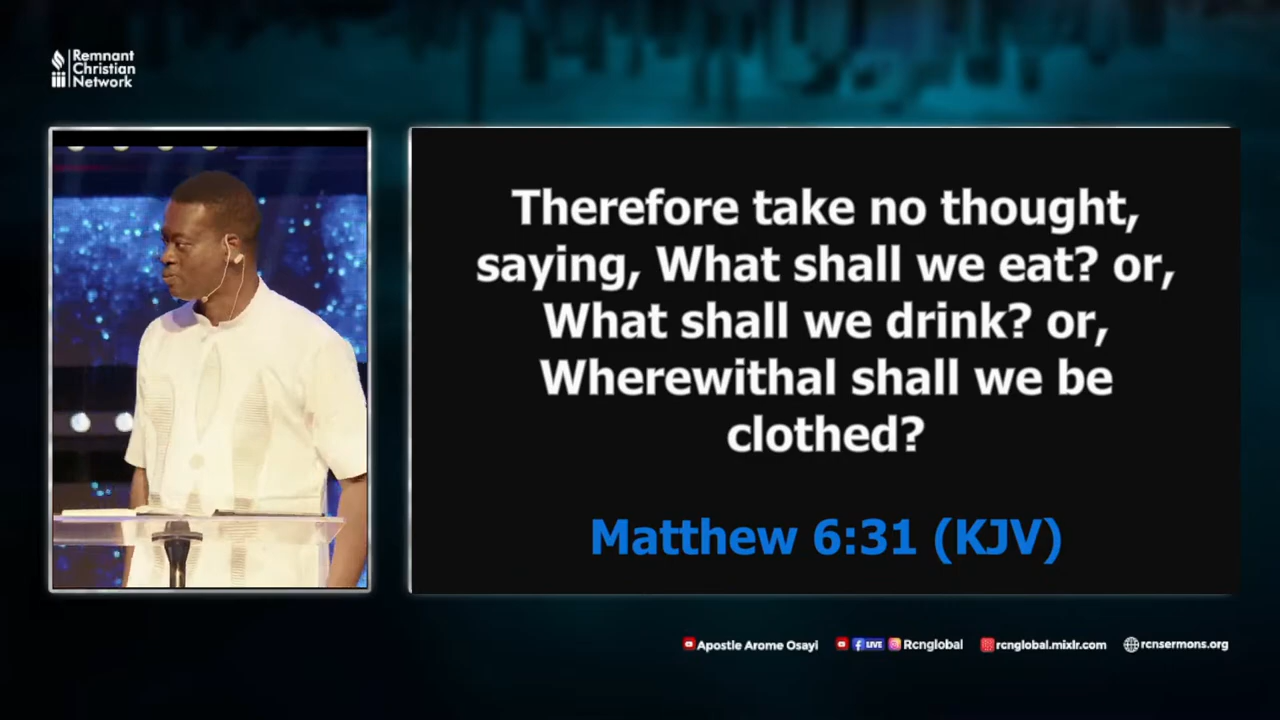 Remnant
Christian
Network
Therefore take no thought,
saying, What shall we eat? or,
What shall we drink? or,
Wherewithal shall we be
clothed?
Matthew 6:31 (KJV)
Apostle Arome Osayi LIVE Rcnglobal rcnglobal.mixlr.com rcnsermons.org